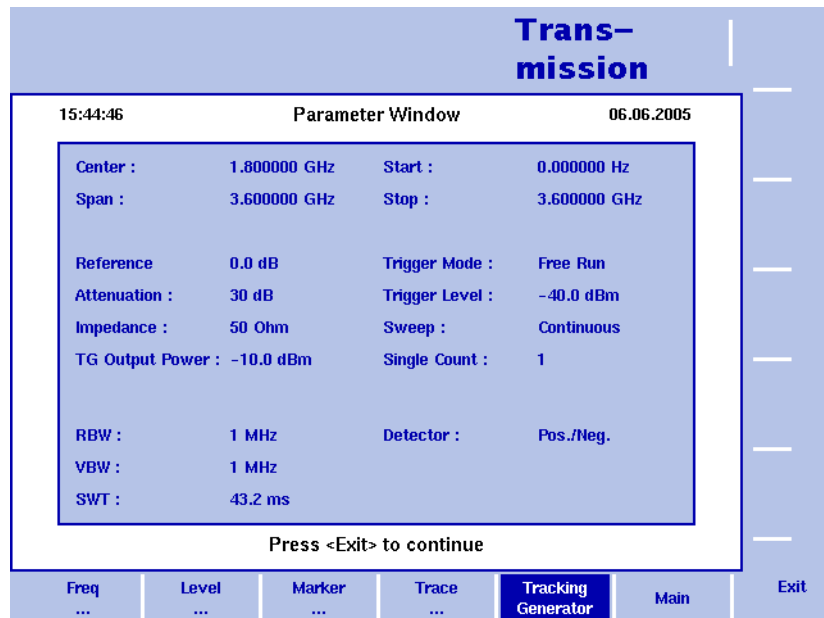 Trans–
mission
15:44:46 Parameter Window 06.06.2005
Center : 1.800000 GHz Start : 0.000000 Hz
Span : 3.600000 GHz Stop : 3.600000 GHz
Reference 0.0 dB Trigger Mode : Free Run
Attenuation : 30 dB Trigger Level : –40.0 dBm
Impedance : 50 Ohm Sweep : Continuous
TG Output Power : –10.0 dBm Single Count : 1
RBW : 1 MHz Detector : Pos./Neg.
VBW : 1 MHz
SWT : 43.2 ms
Press <Exit> to continue
Freq Level Marker Trace Tracking Main Exit
... ... ... ... Generator